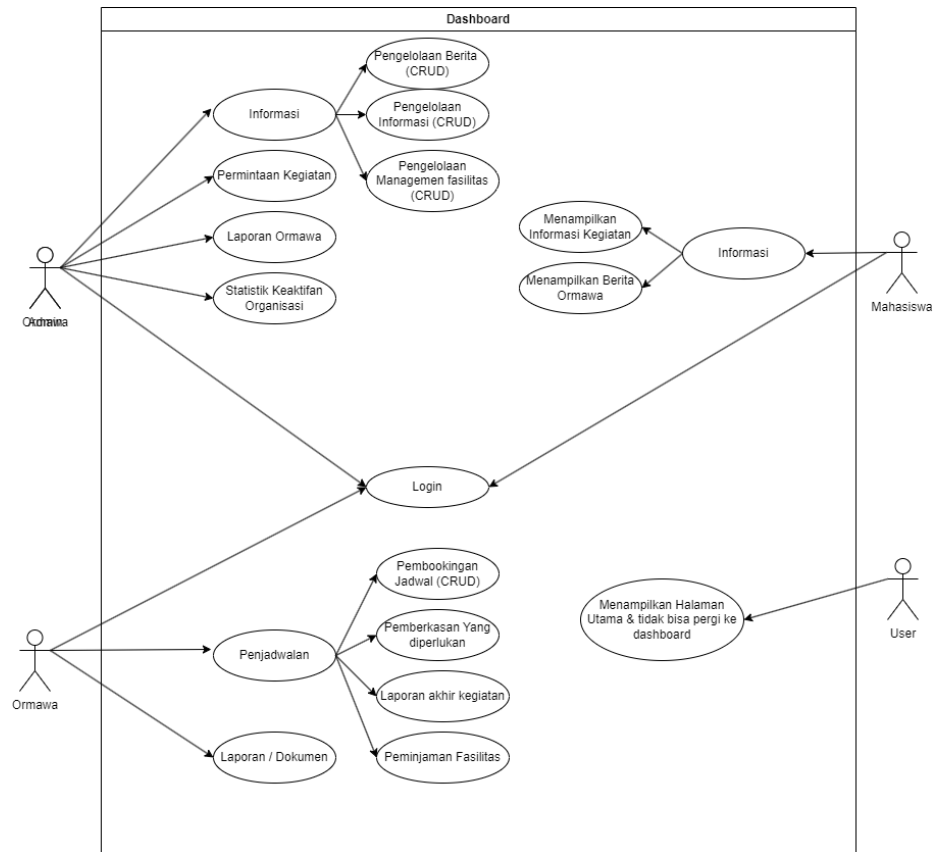 Dashboard
Pengelolaan Berita
(CRUD)
Informasi
Pengelolaan
Informasi (CRUD)
Pengelolaan
Managemen fasilitas
(CRUD)
Permintaan Kegiatan
Laporan Ormawa
Statistik Keaktifan
Organisasi
Menampilkan
Informasi Kegiatan
Informasi
Menampilkan Berita
Ormawa
Mahasiswa
Login
Pembookingan
Jadwal (CRUD)
Pemberkasan Yang
diperlukan
Penjadwalan
Laporan akhir kegiatan
Laporan / Dokumen
Peminjaman Fasilitas
Ormawa
Menampilkan Halaman
Utama & tidak bisa pergi ke
dashboard
User